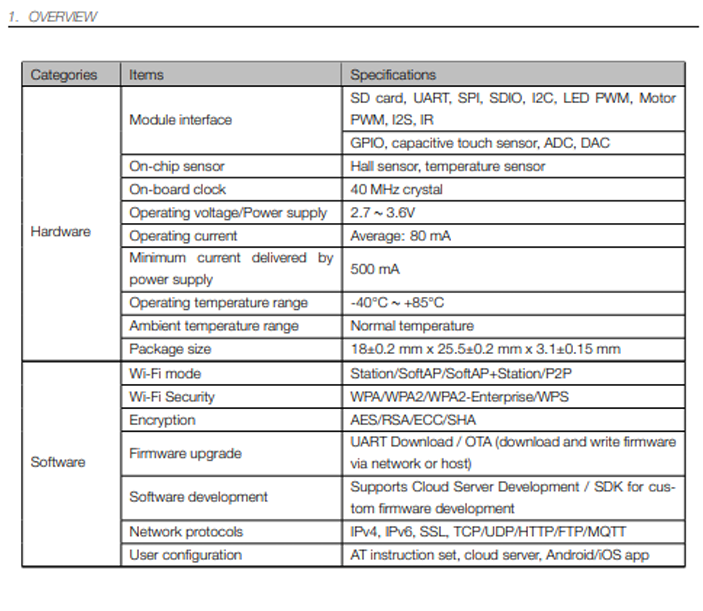 1. OVERVIEW
Categories Items Specifications
Hardware
Module interface
SD card, UART, SPI, SDIO, I2C, LED PWM, Motor
PWM, I2S, IR
GPIO, capacitive touch sensor, ADC, DAC
On-chip sensor Hall sensor, temperature sensor
On-board clock 40 MHz crystal
Operating voltage/Power supply 2.7 ~ 3.6V
Operating current Average: 80 mA
Minimum current delivered by
power supply
500 mA
Operating temperature range -40°C ~ +85°C
Ambient temperature range Normal temperature
Package size 18±0.2 mm x 25.5±0.2 mm x 3.1±0.15 mm
Software
Wi-Fi mode Station/SoftAP/SoftAP+Station/P2P
Wi-Fi Security WPA/WPA2/WPA2-Enterprise/WPS
Encryption AES/RSA/ECC/SHA
Firmware upgrade
UART Download / OTA (download and write firmware
via network or host)
Software development
Supports Cloud Server Development / SDK for cus-
tom firmware development
Network protocols IPv4, IPv6, SSL, TCP/UDP/HTTP/FTP/MQTT
User configuration AT instruction set, cloud server, Android/iOS app